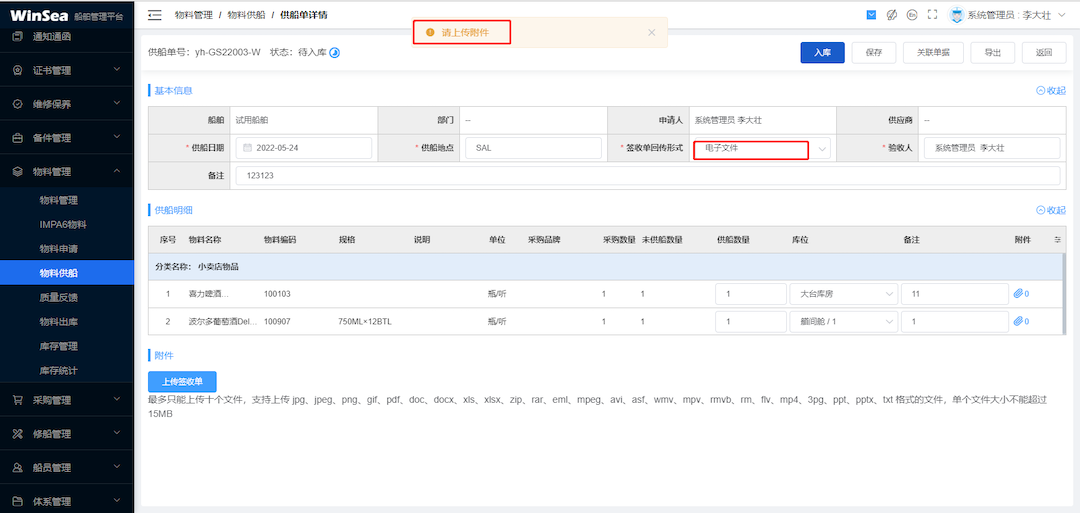 WinSea 船舶管理平台
通知通函
证书管理
维修保养
备件管理
物料管理
物料管理
IMPA6物料
物料申请
物料供船
质量反馈
物料出库
库存管理
库存统计
采购管理
修船管理
船员管理
体系管理
物料管理 / 物料供船 / 供船单详情
请上传附件
En
系统管理员：李大壮
供船单号：yh-GS22003-W 状态：待入库
入库 保存 关联单据 导出 返回
基本信息 收起
船舶 试用船舶 部门 -- 申请人 系统管理员 李大壮 供应商 --
* 供船日期 2022-05-24 * 供船地点 SAL * 签收单回传形式 电子文件 * 验收人 系统管理员 李大壮
备注 123123
供船明细 收起
序号 物料名称 物料编码 规格 说明 单位 采购品牌 采购数量 未供船数量 供船数量 库位 备注 附件
分类名称： 小卖店物品
1 喜力啤酒... 100103 瓶/听 1 1 1 大台库房 11 0
2 波尔多葡萄酒Del... 100907 750ML×12BTL 瓶/听 1 1 1 艏间舱 / 1 1 0
附件
上传签收单
最多只能上传十个文件，支持上传 jpg、jpeg、png、gif、pdf、doc、docx、xls、xlsx、zip、rar、eml、mpeg、avi、asf、wmv、mpv、rmvb、rm、flv、mp4、3pg、ppt、pptx、txt 格式的文件，单个文件大小不能超过
15MB